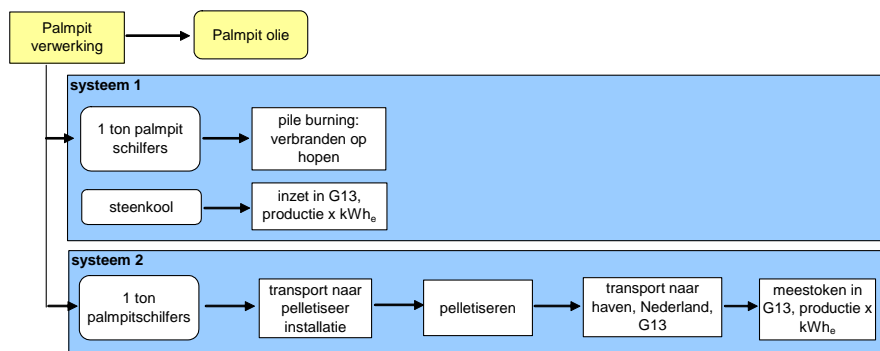 Palmpit
verwerking
Palmpit olie
systeem 1
1 ton palmpit
schilfers
pile burning:
verbranden op
hopen
steenkool
inzet in G13,
productie x kWhₑ
systeem 2
1 ton
palmpitschilfers
transport naar
pelletiseer
installatie
pelletiseren
transport naar
haven, Nederland,
G13
meestoken in
G13, productie x
kWhₑ